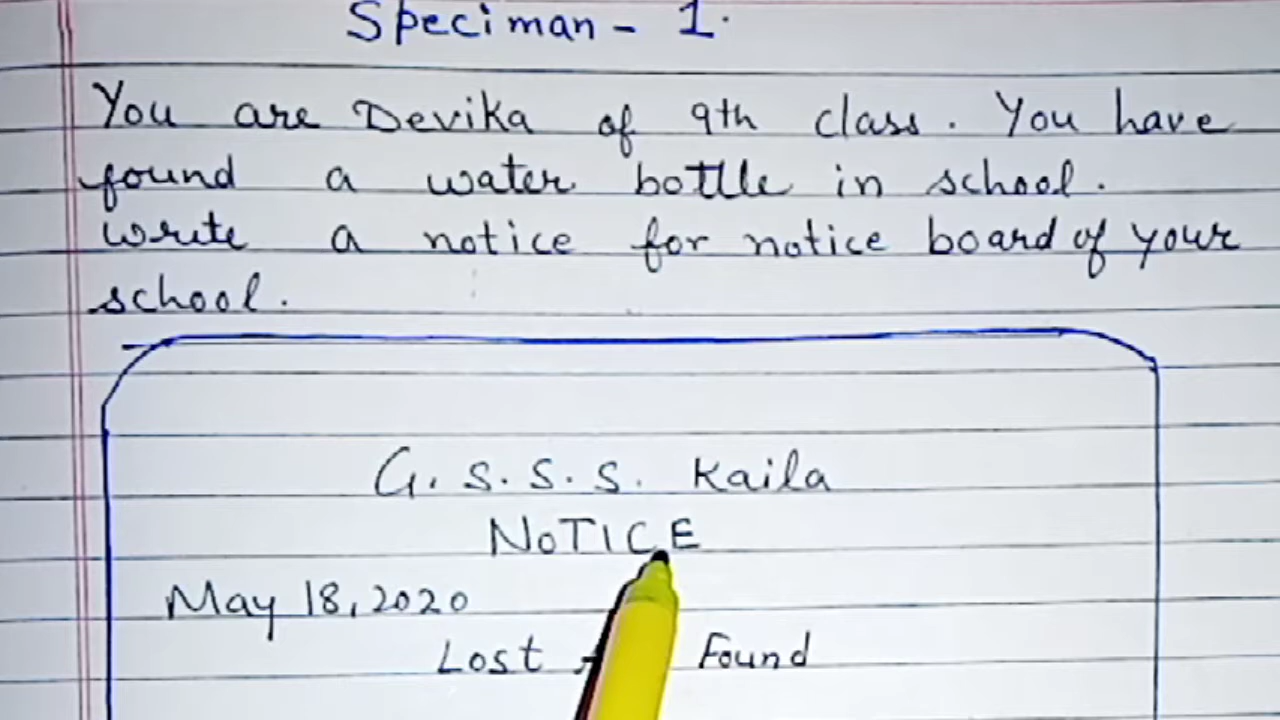 Speciman - 1.
You are Devika of 9th class. You have
found a water bottle in school.
write a notice for notice board of your
school.
G. S. S. S. Kaila
NOTICE
May 18, 2020
Lost Found